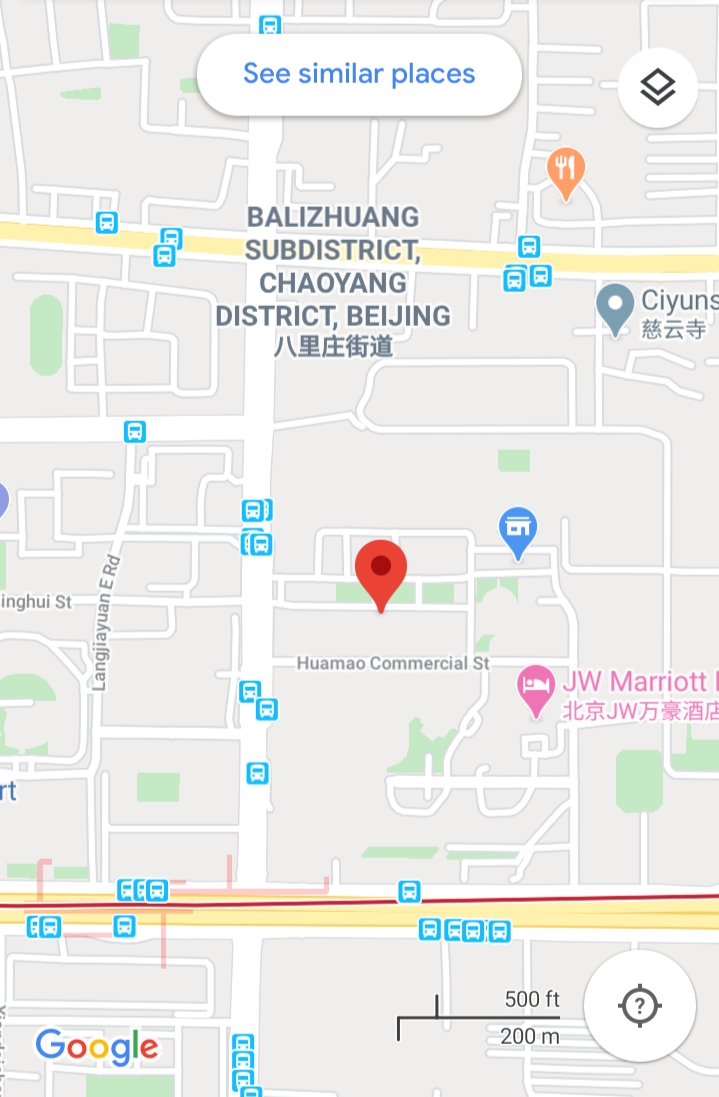 See similar places
BALIZHUANG
SUBDISTRICT,
CHAOYANG
DISTRICT, BEIJING
八里庄街道
Ciyuns
慈云寺
inghui St
Langjiayuan E Rd
Huamao Commercial St
JW Marriott
北京JW万豪酒店
rt
500 ft
200 m
Google
?